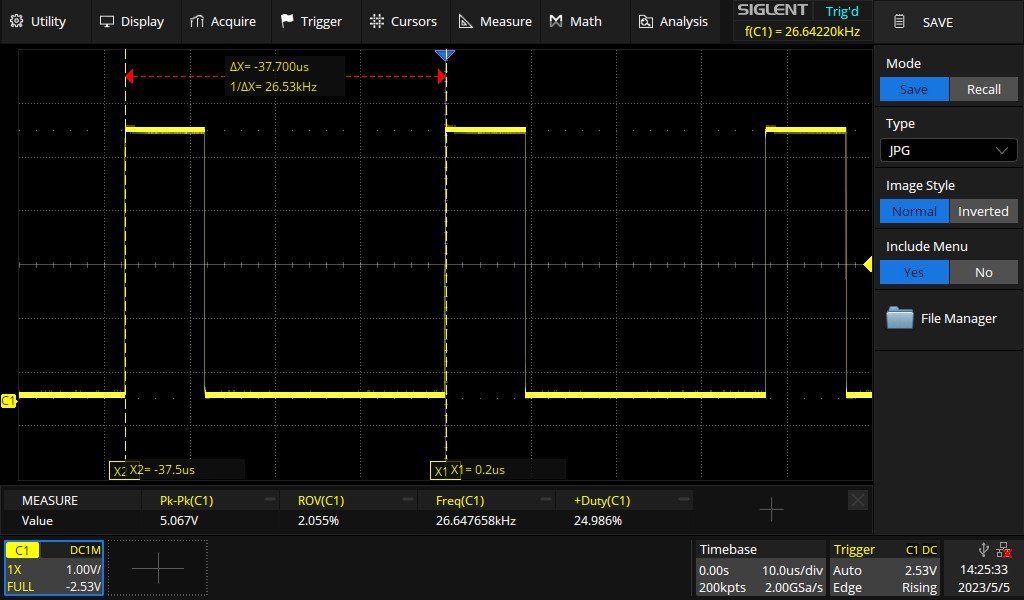 Utility Display Acquire Trigger Cursors Measure Math Analysis SIGLENT Trig'd SAVE
f(C1) = 26.64220kHz
Mode
Save Recall
Type
JPG
Image Style
Normal Inverted
Include Menu
Yes No
File Manager
ΔX= -37.700us
1/ΔX= 26.53kHz
C1
X2 X2= -37.5us X1 X1= 0.2us
MEASURE Pk-Pk(C1) ROV(C1) Freq(C1) +Duty(C1)
Value 5.067V 2.055% 26.647658kHz 24.986%
C1 DC1M
1X 1.00V/
FULL -2.53V
Timebase
0.00s 10.0us/div
200kpts 2.00GSa/s
Trigger C1 DC
Auto 2.53V
Edge Rising
14:25:33
2023/5/5